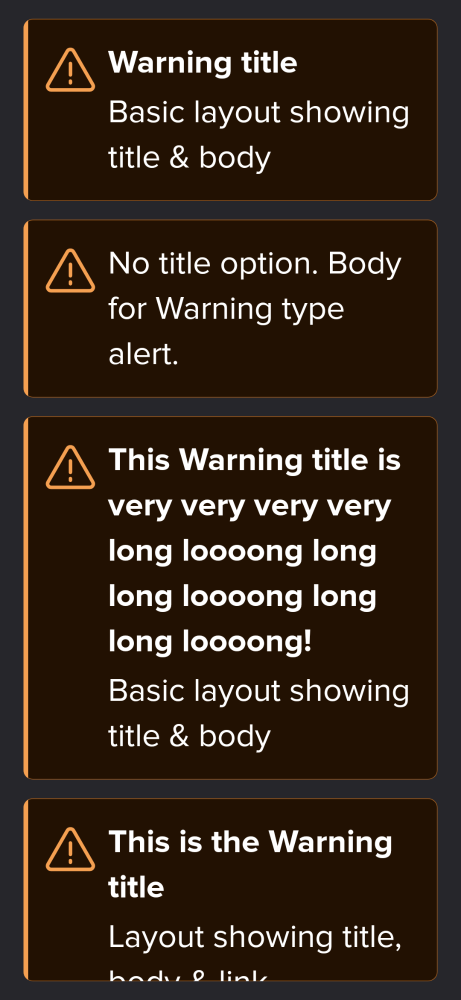 Warning title
Basic layout showing
title & body
No title option. Body
for Warning type
alert.
This Warning title is
very very very very
long loooong long
long loooong long
long loooong!
Basic layout showing
title & body
This is the Warning
title
Layout showing title,
body & link